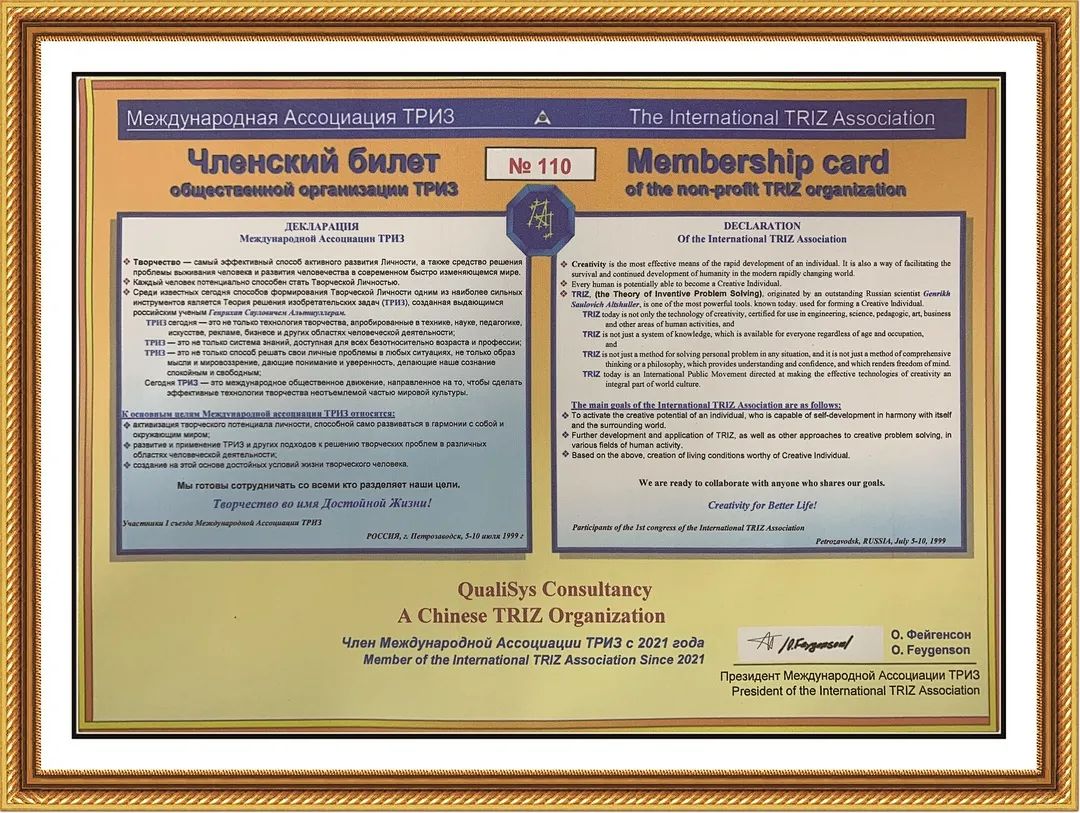 Международная Ассоциация ТРИЗ
The International TRIZ Association
Членский билет
общественной организации ТРИЗ
№ 110
Membership card
of the non-profit TRIZ organization
ДЕКЛАРАЦИЯ
Международной Ассоциации ТРИЗ
Творчество — самый эффективный способ активного развития Личности, а также средство решения
проблемы выживания человека и развития человечества в современном быстро изменяющемся мире.
Каждый человек потенциально способен стать Творческой Личностью.
Среди известных сегодня способов формирования Творческой Личности одним из наиболее сильных
инструментов является Теория решения изобретательских задач (ТРИЗ), созданная выдающимся
российским ученым Генрихом Сауловичем Альтшуллерам.
ТРИЗ сегодня — это не только технология творчества, апробированные в технике, науке, педагогике,
искусстве, рекламе, бизнесе и других областях человеческой деятельности;
ТРИЗ — это не только система знаний, доступная для всех безотносительно возраста и профессии;
ТРИЗ — это не только способ решать свои личные проблемы в любых ситуациях, не только образ
мысли и мировоззрение, дающие понимание и уверенность, делающие наше сознание
спокойным и свободным;
Сегодня ТРИЗ — это международное общественное движение, направленное на то, чтобы сделать
эффективные технологии творчества неотъемлемой частью мировой культуры.
К основным целям Международной ассоциации ТРИЗ относятся:
активизация творческого потенциала личности, способной само развиваться в гармонии с собой и
окружающим миром;
развитие и применение ТРИЗ и других подходов к решению творческих проблем в различных
областях человеческой деятельности;
создание на этой основе достойных условий жизни творческого человека.
Мы готовы сотрудничать со всеми кто разделяет наши цели.
Творчество во имя Достойной Жизни!
Участники I съезда Международной Ассоциации ТРИЗ
РОССИЯ, г. Петрозаводск, 5-10 июля 1999 г
DECLARATION
Of the International TRIZ Association
Creativity is the most effective means of the rapid development of an individual. It is also a way of facilitating the
survival and continued development of humanity in the modern rapidly changing world.
Every human is potentially able to become a Creative Individual.
TRIZ, (the Theory of Inventive Problem Solving), originated by an outstanding Russian scientist Genrikh
Saulovich Altshuller, is one of the most powerful tools. known today. used for forming a Creative Individual.
TRIZ today is not only the technology of creativity, certified for use in engineering, science, pedagogic, art, business
and other areas of human activities, and
TRIZ is not just a system of knowledge, which is available for everyone regardless of age and occupation,
and
TRIZ is not just a method for solving personal problem in any situation, and it is not just a method of comprehensive
thinking or a philosophy, which provides understanding and confidence, and which renders freedom of mind.
TRIZ today is an International Public Movement directed at making the effective technologies of creativity an
integral part of world culture.
The main goals of the International TRIZ Association are as follows:
To activate the creative potential of an individual, who is capable of self-development in harmony with itself
and the surrounding world.
Further development and application of TRIZ, as well as other approaches to creative problem solving, in
various fields of human activity.
Based on the above, creation of living conditions worthy of Creative Individual.
We are ready to collaborate with anyone who shares our goals.
Creativity for Better Life!
Participants of the 1st congress of the International TRIZ Association
Petrozavodsk, RUSSIA, July 5-10, 1999
QualiSys Consultancy
A Chinese TRIZ Organization
Член Международной Ассоциации ТРИЗ с 2021 года
Member of the International TRIZ Association Since 2021
/O.Feygenson/
О. Фейгенсон
O. Feygenson
Президент Международной Ассоциации ТРИЗ
President of the International TRIZ Association